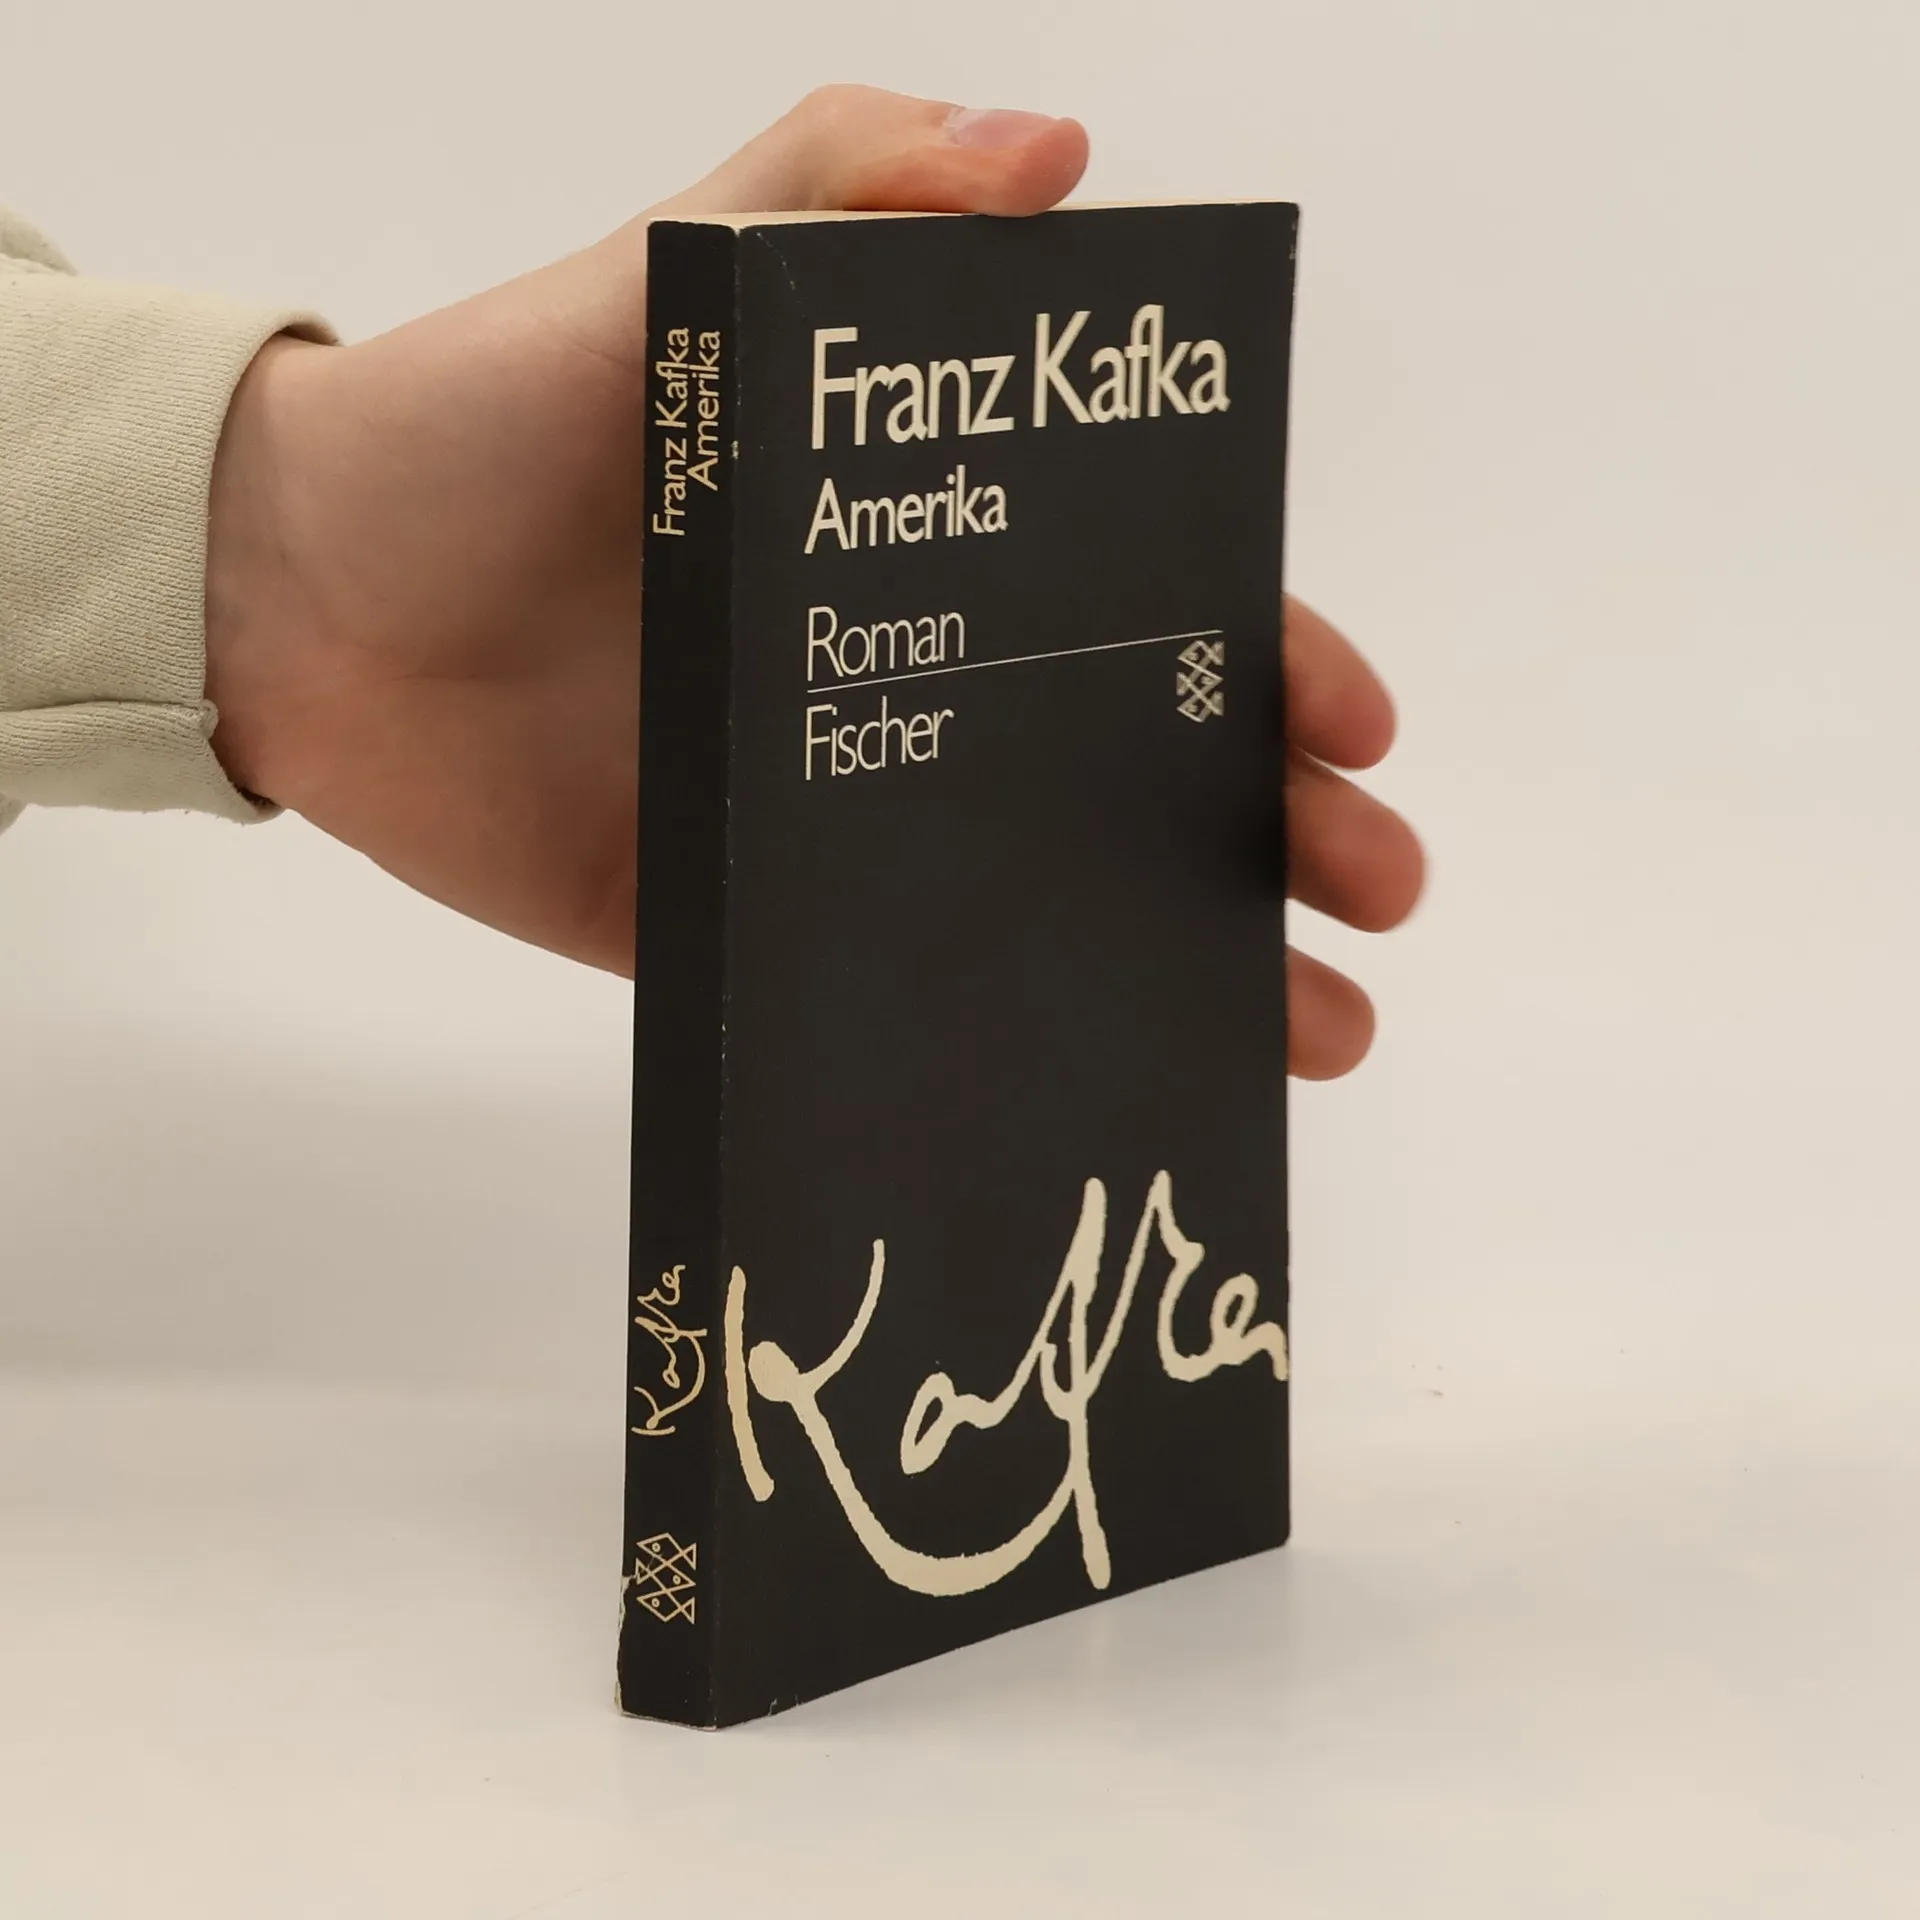 Franz Kafka
Amerika
Kafka
Franz Kafka
Amerika
Roman
Fischer
Kafka